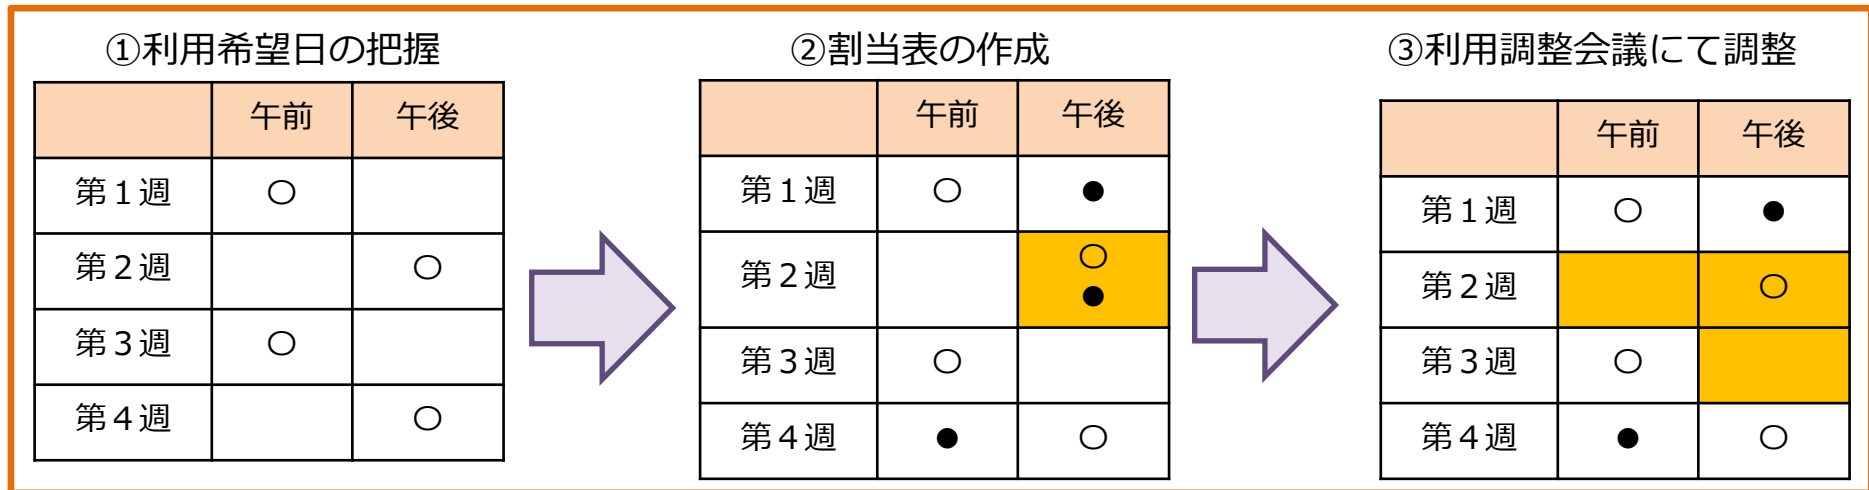 ①利用希望日の把握
午前 午後
第１週 〇
第２週 〇
第３週 〇
第４週 〇
②割当表の作成
午前 午後
第１週 〇 ●
第２週 〇
●
第３週 〇
第４週 ● 〇
③利用調整会議にて調整
午前 午後
第１週 〇 ●
第２週 〇
第３週 〇
第４週 ● 〇